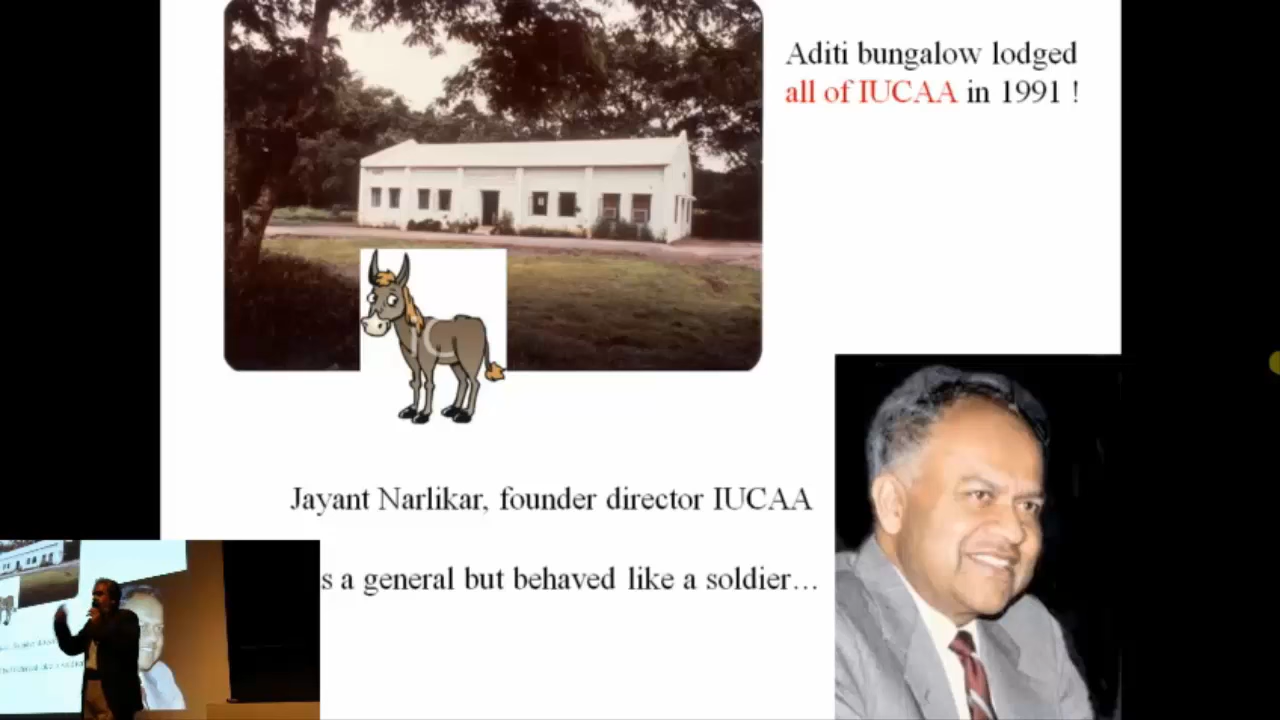 Aditi bungalow lodged
all of IUCAA in 1991 !
Jayant Narlikar, founder director IUCAA
s a general but behaved like a soldier...